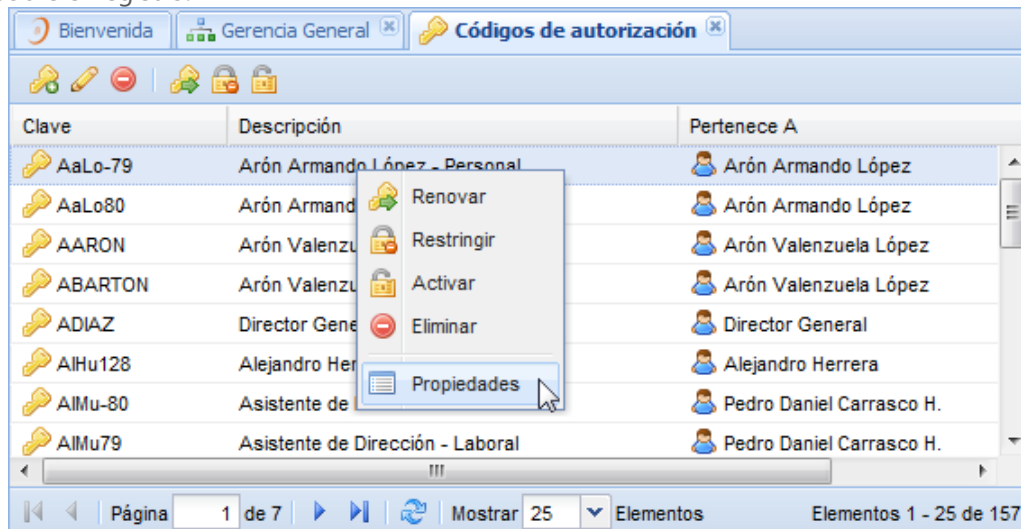 Bienvenida Gerencia General Códigos de autorización
Clave Descripción Pertenece A
AaLo-79 Arón Armando López - Personal Arón Armando López
AaLo80 Arón Armand Arón Armando López
Renovar
AARON Arón Valenzu Arón Valenzuela López
Restringir
ABARTON Arón Valenzu Arón Valenzuela López
Activar
ADIAZ Director Gene Director General
Eliminar
AlHu128 Alejandro Her Alejandro Herrera
Propiedades
AlMu-80 Asistente de Pedro Daniel Carrasco H.
AlMu79 Asistente de Dirección - Laboral Pedro Daniel Carrasco H.
Página 1 de 7 Mostrar 25 Elementos Elementos 1 - 25 de 157